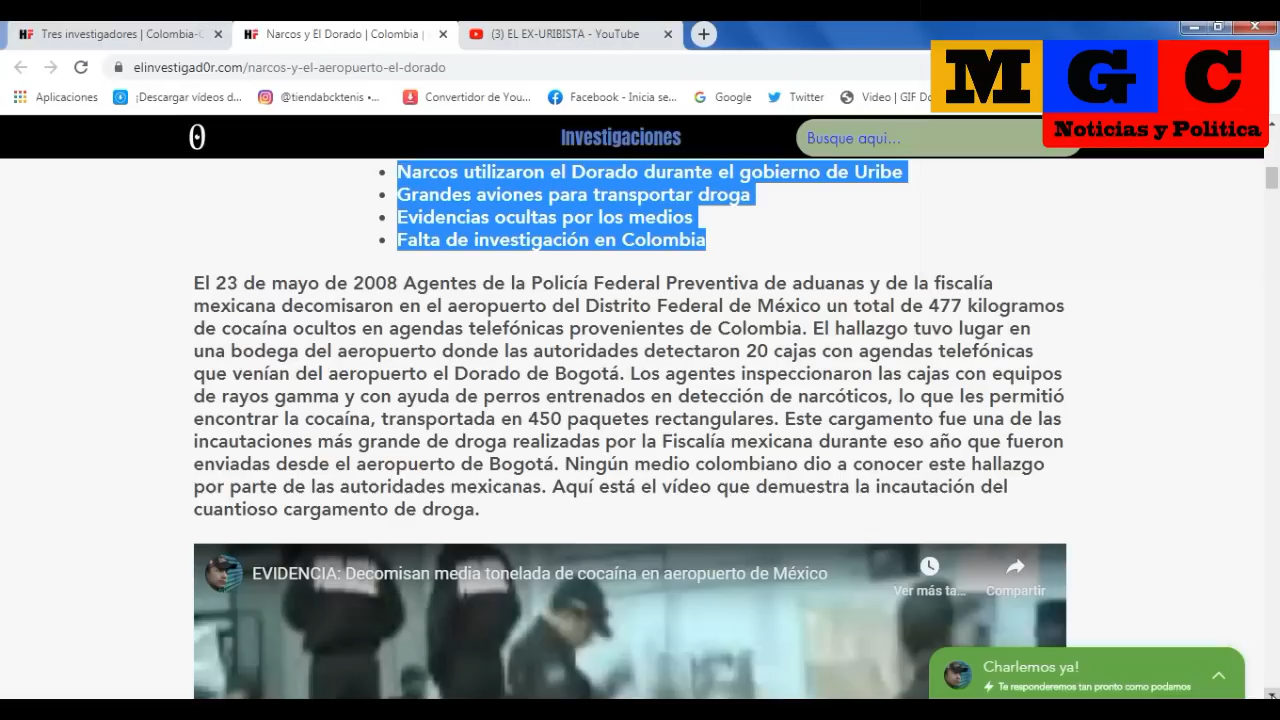 Tres investigadores | Colombia-C
Narcos y El Dorado | Colombia |
K-URIBISTA - YouTube
elinvestigad0r.com/narcos-y-el-aeropuerto-el-dorado
Aplicaciones
¡Descargar vídeos d...
@tiendabcktenis •...
Convertidor de You...
Facebook - Inicia se...
Google
Twitter
Video | GIF Do
M G C
Noticias y Politica
0
Investigaciones
Busque aqui...
• Narcos utilizaron el Dorado durante el gobierno de Uribe
• Grandes aviones para transportar droga
• Evidencias ocultas por los medios
• Falta de investigación en Colombia
El 23 de mayo de 2008 Agentes de la Policía Federal Preventiva de aduanas y de la fiscalía
mexicana decomisaron en el aeropuerto del Distrito Federal de México un total de 477 kilogramos
de cocaína ocultos en agendas telefónicas provenientes de Colombia. El hallazgo tuvo lugar en
una bodega del aeropuerto donde las autoridades detectaron 20 cajas con agendas telefónicas
que venían del aeropuerto el Dorado de Bogotá. Los agentes inspeccionaron las cajas con equipos
de rayos gamma y con ayuda de perros entrenados en detección de narcóticos, lo que les permitió
encontrar la cocaína, transportada en 450 paquetes rectangulares. Este cargamento fue una de las
incautaciones más grande de droga realizadas por la Fiscalía mexicana durante eso año que fueron
enviadas desde el aeropuerto de Bogotá. Ningún medio colombiano dio a conocer este hallazgo
por parte de las autoridades mexicanas. Aquí está el vídeo que demuestra la incautación del
cuantioso cargamento de droga.
EVIDENCIA: Decomisan media tonelada de cocaína en aeropuerto de México
Ver más ta...
Compartir
Charlemos ya!
Te responderemos tan pronto como podamos